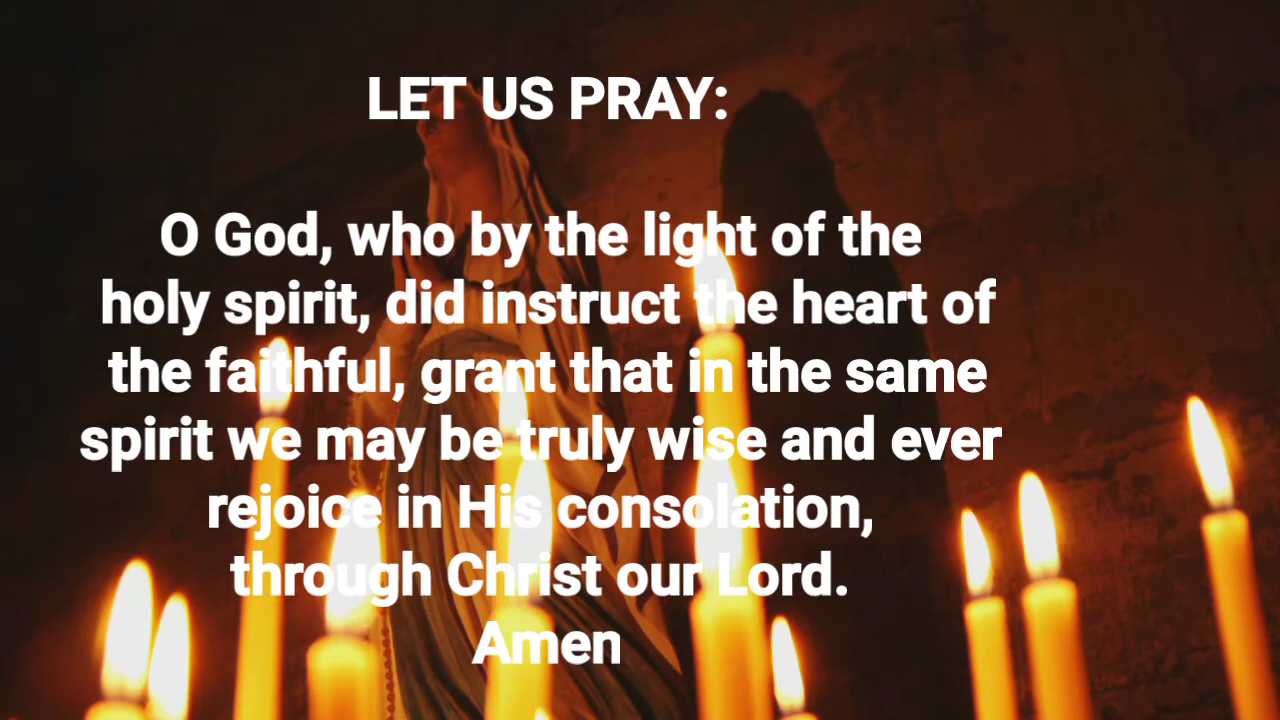 LET US PRAY:
O God, who by the light of the
holy spirit, did instruct the heart of
the faithful, grant that in the same
spirit we may be truly wise and ever
rejoice in His consolation,
through Christ our Lord.
Amen